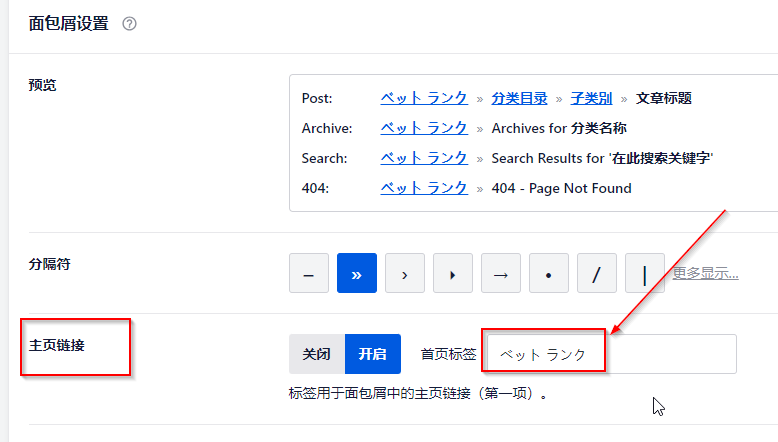 面包屑设置 ?
预览
Post: ベット ランク » 分类目录 » 子类别 » 文章标题
Archive: ベット ランク » Archives for 分类名称
Search: ベット ランク » Search Results for '在此搜索关键字'
404: ベット ランク » 404 - Page Not Found
分隔符 – » › ▸ → • / | 更多显示...
主页链接 关闭 开启 首页标签 ベット ランク
标签用于面包屑中的主页链接（第一项）。